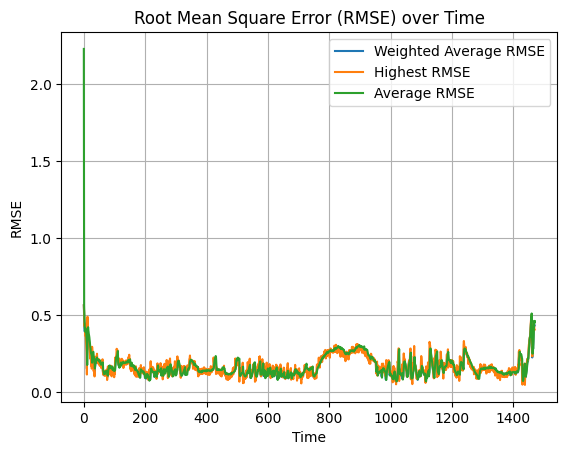 Root Mean Square Error (RMSE) over Time
Weighted Average RMSE
Highest RMSE
Average RMSE
RMSE
2.0
1.5
1.0
0.5
0.0
0 200 400 600 800 1000 1200 1400
Time